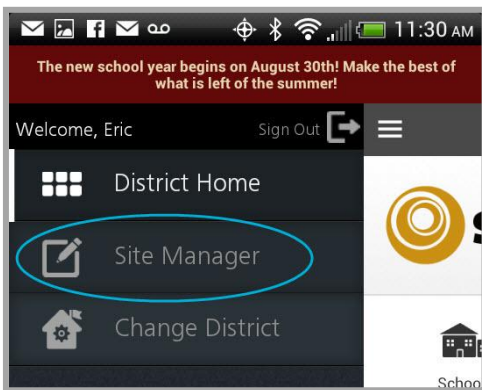 11:30 AM
The new school year begins on August 30th! Make the best of
what is left of the summer!
Welcome, Eric
Sign Out
District Home
Site Manager
Change District